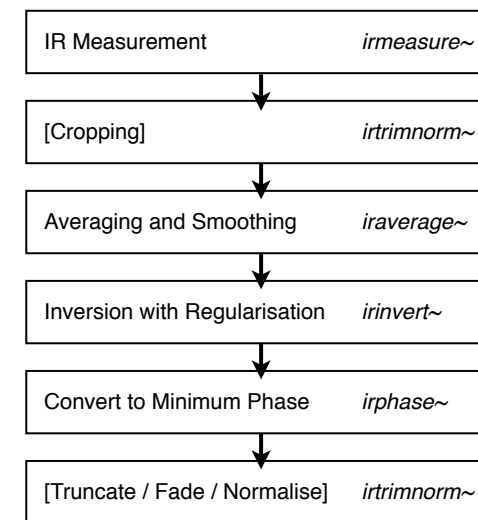 IR Measurement irmeasure~
[Cropping] irtrimnorm~
Averaging and Smoothing iraverage~
Inversion with Regularisation irinvert~
Convert to Minimum Phase irphase~
[Truncate / Fade / Normalise] irtrimnorm~